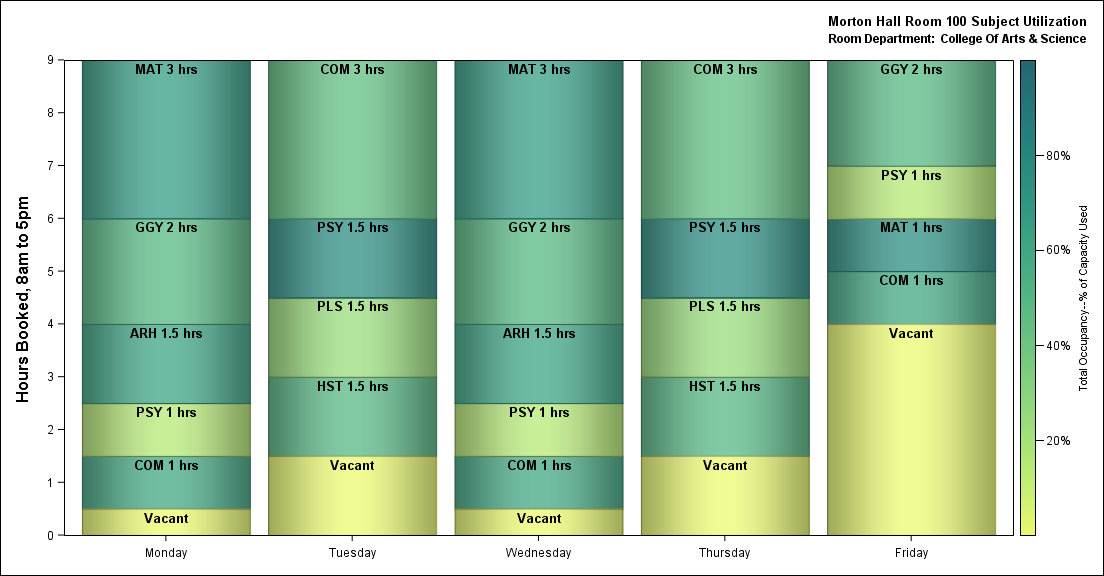 Morton Hall Room 100 Subject Utilization
Room Department: College Of Arts & Science
Hours Booked, 8am to 5pm
9
8
7
6
5
4
3
2
1
0
MAT 3 hrs
GGY 2 hrs
ARH 1.5 hrs
PSY 1 hrs
COM 1 hrs
Vacant
COM 3 hrs
PSY 1.5 hrs
PLS 1.5 hrs
HST 1.5 hrs
Vacant
MAT 3 hrs
GGY 2 hrs
ARH 1.5 hrs
PSY 1 hrs
COM 1 hrs
Vacant
COM 3 hrs
PSY 1.5 hrs
PLS 1.5 hrs
HST 1.5 hrs
Vacant
GGY 2 hrs
PSY 1 hrs
MAT 1 hrs
COM 1 hrs
Vacant
Monday
Tuesday
Wednesday
Thursday
Friday
80%
60%
40%
20%
Total Occupancy--% of Capacity Used